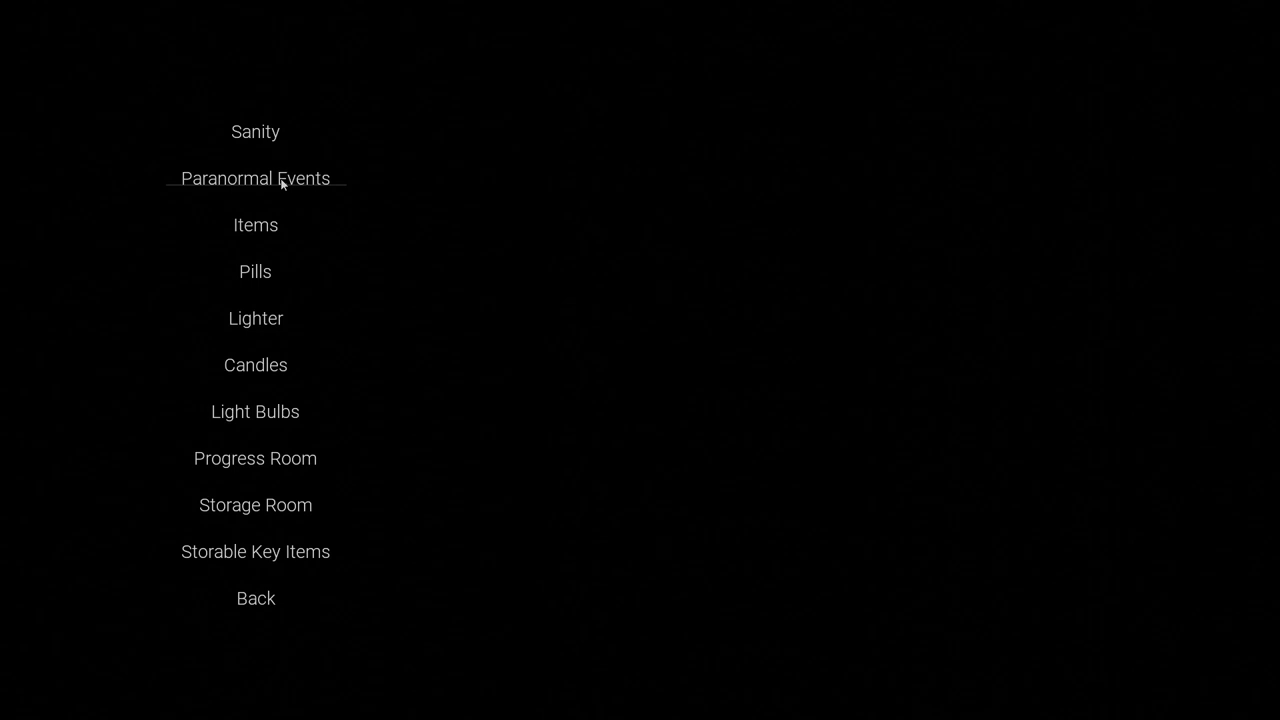 Sanity
Paranormal Events
Items
Pills
Lighter
Candles
Light Bulbs
Progress Room
Storage Room
Storable Key Items
Back